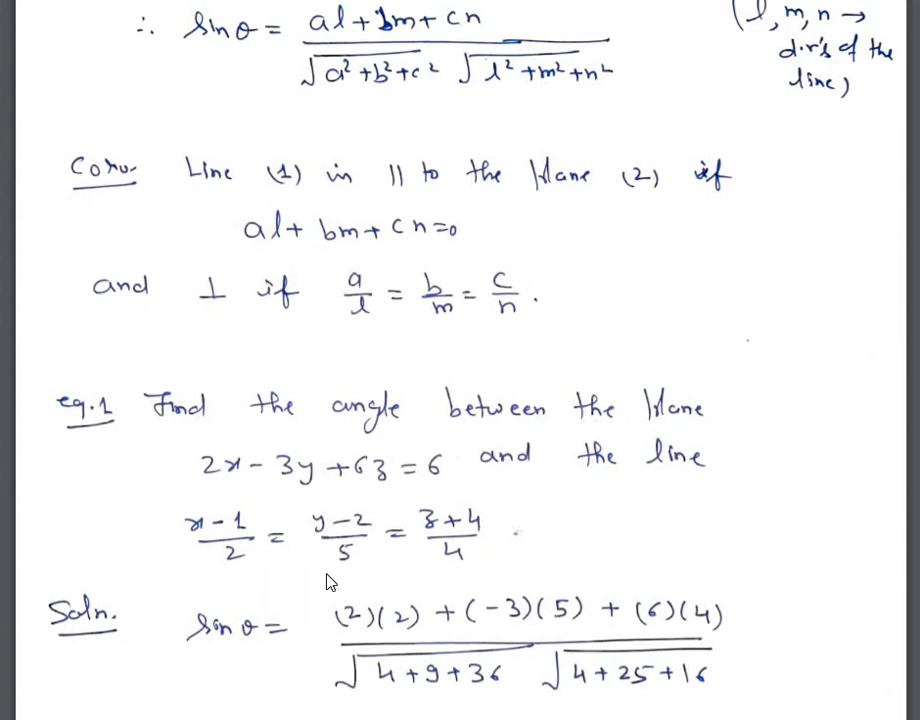 ∴ sinθ = al + bm + cn / √a²+b²+c² √l²+m²+n²
(l, m, n →
d.r's of the
line)
Coro. Line (1) in || to the plane (2) if
al + bm + cn = 0
and ⊥ if a/l = b/m = c/n .
eg.1 Find the angle between the plane
2x - 3y + 6z = 6 and the line
x-1/2 = y-2/5 = z+4/4
Soln. sinθ = (2)(2) + (-3)(5) + (6)(4) / √4+9+36 √4+25+16